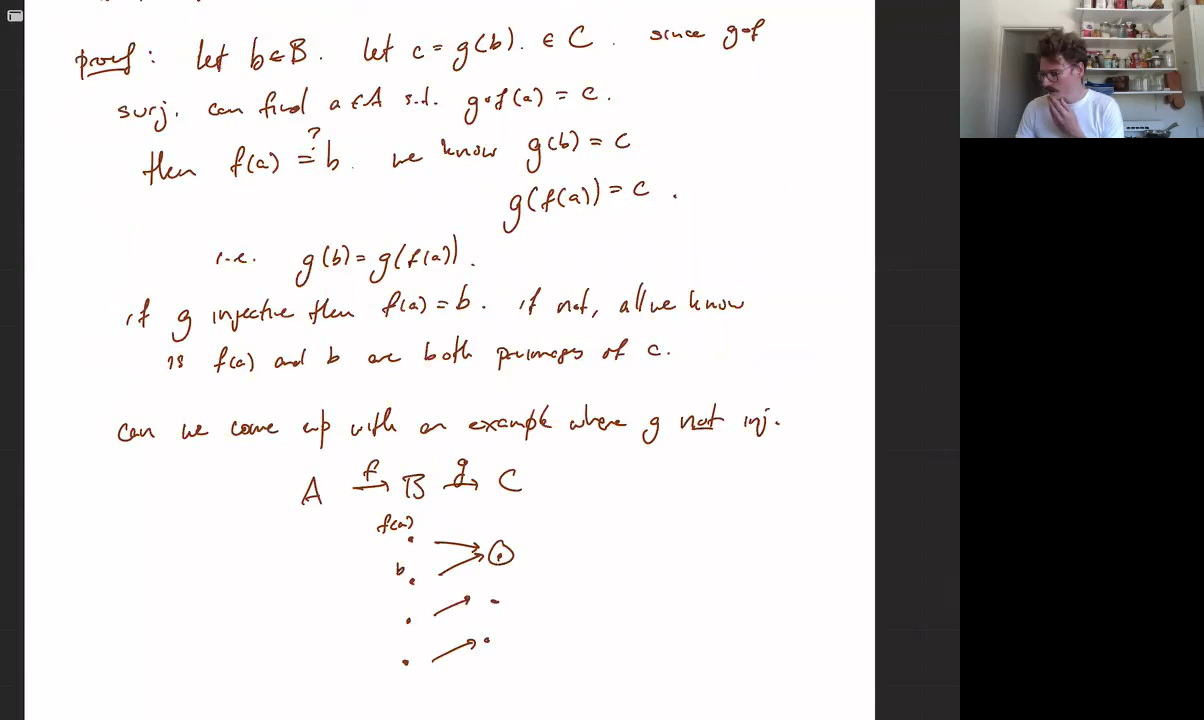 proof : let b ∈ B. let c = g(b). ∈ C. since g∘f
surj. can find a ∈ A s.t. g∘f(a) = c.
?
then f(a) = b. we know g(b) = c
g(f(a)) = c.
i.e. g(b) = g(f(a)).
if g injective then f(a) = b. if not, all we know
is f(a) and b are both preimages of c.
can we come up with an example where g not inj.
f g
A → B → C
f(a)
b